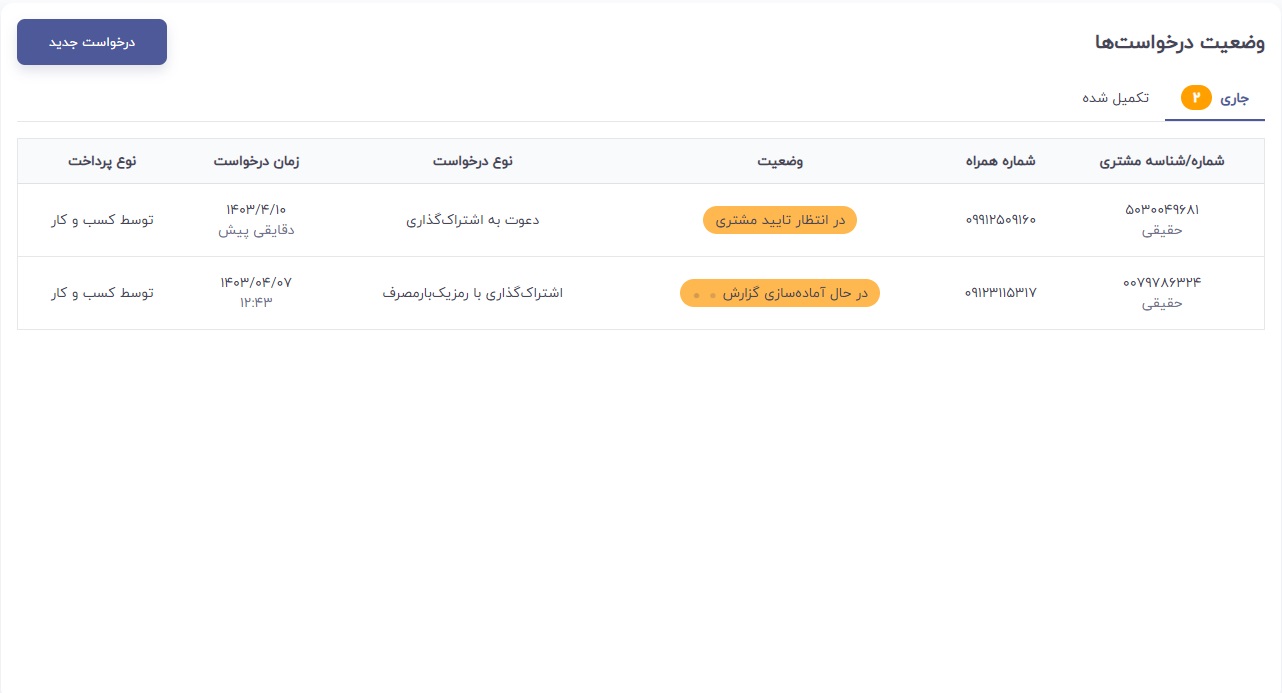 وضعیت درخواست‌ها
درخواست جدید
جاری ۲ تکمیل شده
شماره/شناسه مشتری شماره همراه وضعیت نوع درخواست زمان درخواست نوع پرداخت
۵۰۳۰۰۴۹۶۸۱ ۰۹۹۱۲۵۰۹۱۶۰ در انتظار تایید مشتری دعوت به اشتراک‌گذاری ۱۴۰۳/۴/۱۰ توسط کسب و کار
حقیقی دقایقی پیش
۰۰۷۹۷۸۶۳۲۴ ۰۹۱۲۳۱۱۵۳۱۷ در حال آماده‌سازی گزارش اشتراک‌گذاری با رمزیک‌بارمصرف ۱۴۰۳/۰۴/۰۷ توسط کسب و کار
حقیقی ۱۲:۴۳